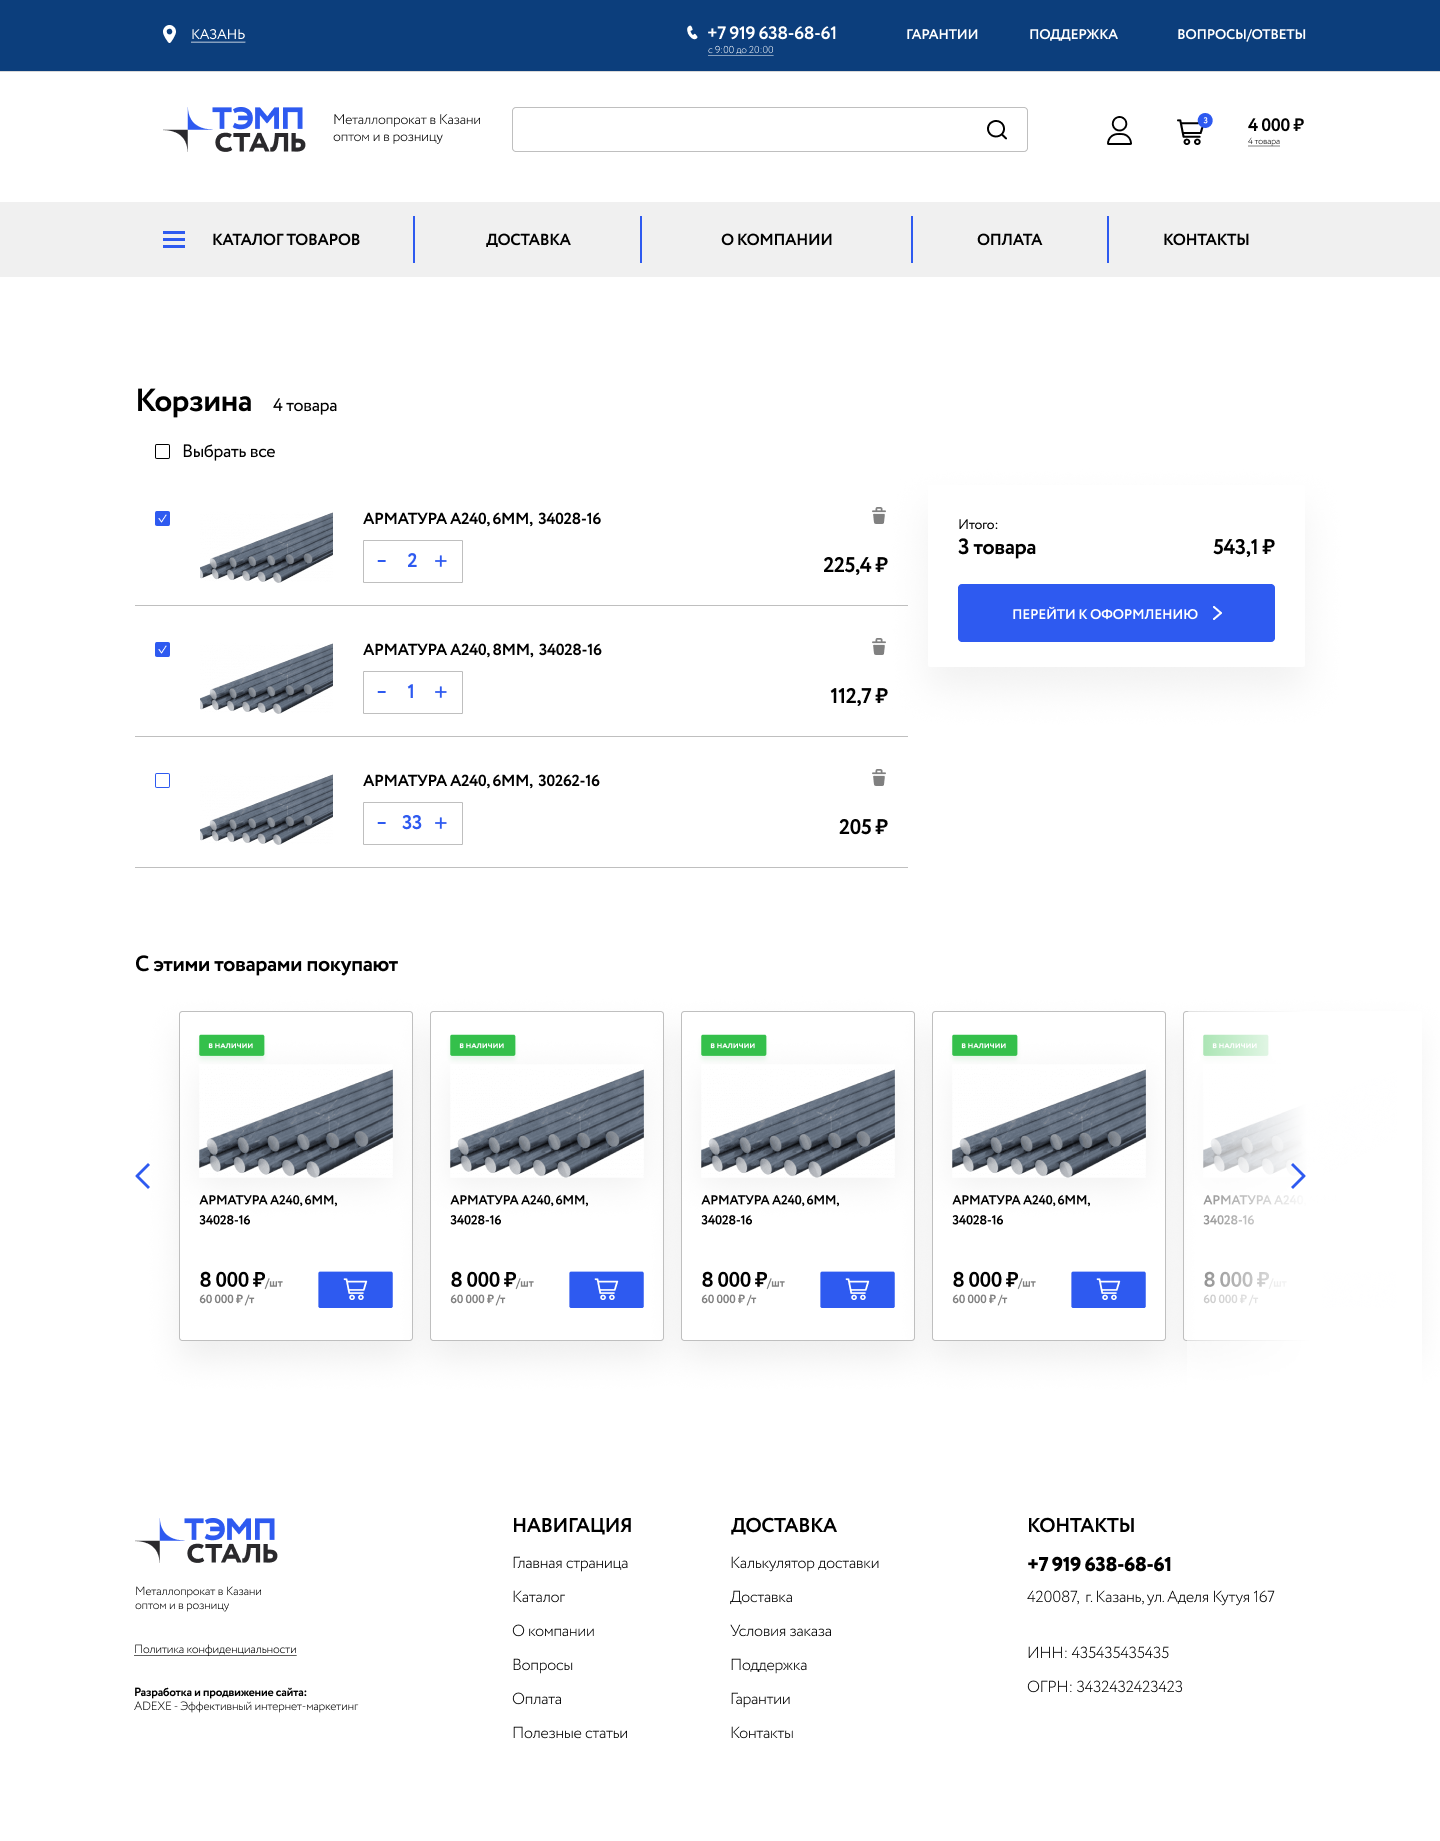 КАЗАНЬ
+7 919 638-68-61
с 9:00 до 20:00
ГАРАНТИИ
ПОДДЕРЖКА
ВОПРОСЫ/ОТВЕТЫ
ТЭМП
СТАЛЬ
Металлопрокат в Казани
оптом и в розницу
3
4 000 ₽
4 товара
КАТАЛОГ ТОВАРОВ
ДОСТАВКА
О КОМПАНИИ
ОПЛАТА
КОНТАКТЫ
Корзина
4 товара
Выбрать все
АРМАТУРА А240, 6ММ, 34028-16
- 2 +
225,4 ₽
АРМАТУРА А240, 8ММ, 34028-16
- 1 +
112,7 ₽
АРМАТУРА А240, 6ММ, 30262-16
- 33 +
205 ₽
Итого:
3 товара
543,1 ₽
ПЕРЕЙТИ К ОФОРМЛЕНИЮ
С этими товарами покупают
В НАЛИЧИИ
АРМАТУРА А240, 6ММ,
34028-16
8 000 ₽/шт
60 000 ₽ /т
В НАЛИЧИИ
АРМАТУРА А240, 6ММ,
34028-16
8 000 ₽/шт
60 000 ₽ /т
В НАЛИЧИИ
АРМАТУРА А240, 6ММ,
34028-16
8 000 ₽/шт
60 000 ₽ /т
В НАЛИЧИИ
АРМАТУРА А240, 6ММ,
34028-16
8 000 ₽/шт
60 000 ₽ /т
В НАЛИЧИИ
АРМАТУРА А240
34028-16
8 000 ₽/шт
60 000 ₽ /т
ТЭМП
СТАЛЬ
Металлопрокат в Казани
оптом и в розницу
Политика конфиденциальности
Разработка и продвижение сайта:
ADEXE - Эффективный интернет-маркетинг
НАВИГАЦИЯ
Главная страница
Каталог
О компании
Вопросы
Оплата
Полезные статьи
ДОСТАВКА
Калькулятор доставки
Доставка
Условия заказа
Поддержка
Гарантии
Контакты
КОНТАКТЫ
+7 919 638-68-61
420087, г. Казань, ул. Аделя Кутуя 167
ИНН: 435435435435
ОГРН: 3432432423423